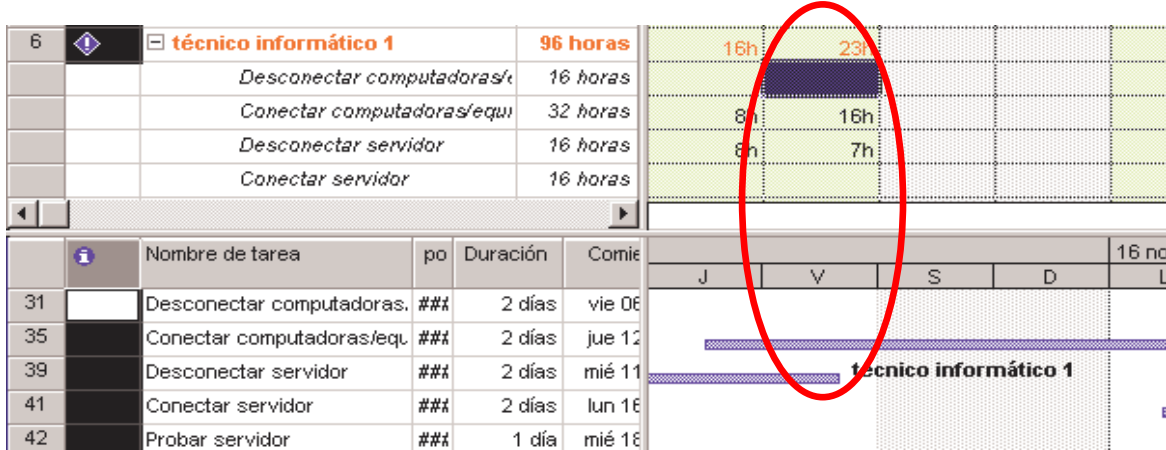 6 técnico informático 1 96 horas 16h 23h
Desconectar computadoras/e 16 horas
Conectar computadoras/equi 32 horas 8h 16h
Desconectar servidor 16 horas 8h 7h
Conectar servidor 16 horas
Nombre de tarea po Duración Comie 16 no
J V S D L
31 Desconectar computadoras. ### 2 días vie 06
35 Conectar computadoras/equ ### 2 días jue 12
39 Desconectar servidor ### 2 días mié 11 técnico informático 1
41 Conectar servidor ### 2 días lun 16
42 Probar servidor ### 1 día mié 18